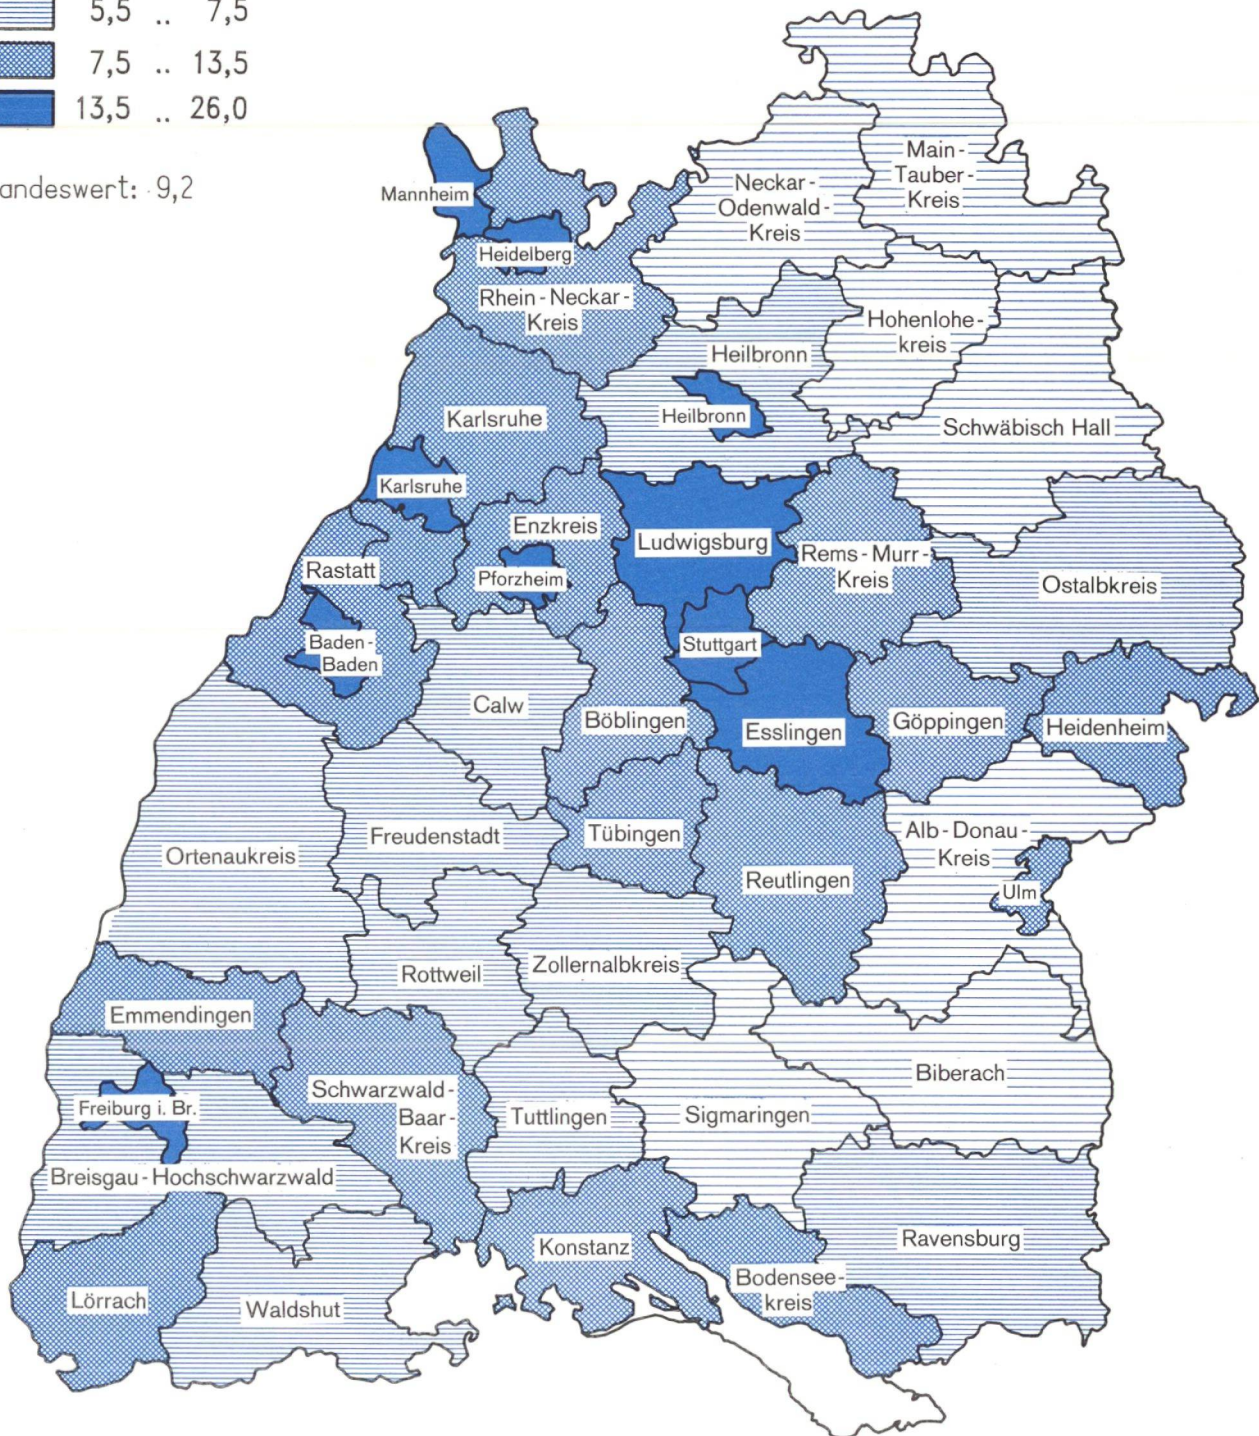 5,5 .. 7,5
7,5 .. 13,5
13,5 .. 26,0
andeswert: 9,2
Main-
Tauber-
Kreis
Neckar-
Odenwald-
Kreis
Mannheim
Heidelberg
Rhein-Neckar-
Kreis
Hohenlohe-
kreis
Heilbronn
Heilbronn
Karlsruhe
Schwäbisch Hall
Karlsruhe
Enzkreis
Ludwigsburg
Rems-Murr-
Kreis
Rastatt
Pforzheim
Ostalbkreis
Baden-
Baden
Stuttgart
Calw
Böblingen
Esslingen
Göppingen
Heidenheim
Freudenstadt
Tübingen
Alb-Donau-
Kreis
Ortenaukreis
Reutlingen
Ulm
Rottweil
Zollernalbkreis
Emmendingen
Biberach
Schwarzwald-
Baar-
Kreis
Freiburg i. Br.
Tuttlingen
Sigmaringen
Breisgau-Hochschwarzwald
Konstanz
Ravensburg
Bodensee-
kreis
Lörrach
Waldshut